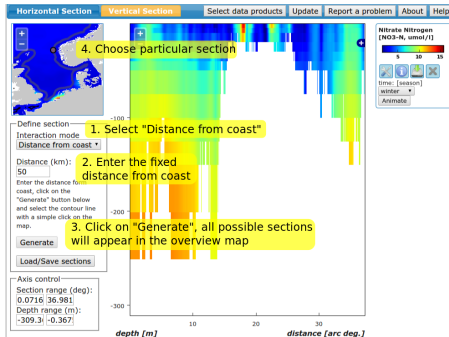 Horizontal Section Vertical Section Select data products Update Report a problem About Help
4. Choose particular section
Nitrate Nitrogen
[NO3-N, umol/l]
5 10 15
time: [season]
winter
Animate
Define section
Interaction mode
Distance from coast
Distance (km):
50
Enter the distance from
coast, click on the
"Generate" button below
and select the contour line
with a simple click on the
map.
Generate
Load/Save sections
1. Select "Distance from coast"
2. Enter the fixed
distance from coast
3. Click on "Generate", all possible sections
will appear in the overview map
Axis control
Section range (deg):
0.0716 36.981
Depth range (m):
-309.3 -0.367
-100
-200
-300
10 20 30
depth [m] distance [arc deg.]